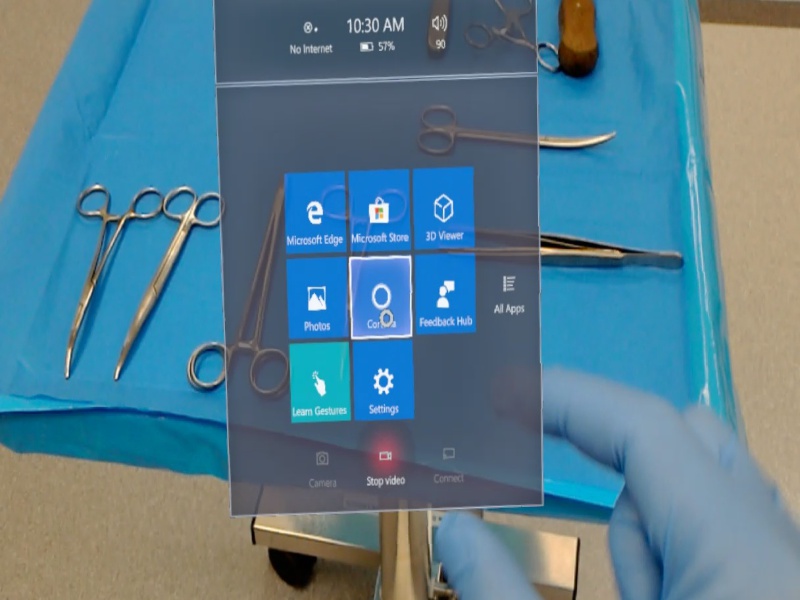 10:30 AM
No Internet
57%
90
Microsoft Edge
Microsoft Store
3D Viewer
Photos
Cortana
Feedback Hub
All Apps
Learn Gestures
Settings
Camera
Stop video
Connect